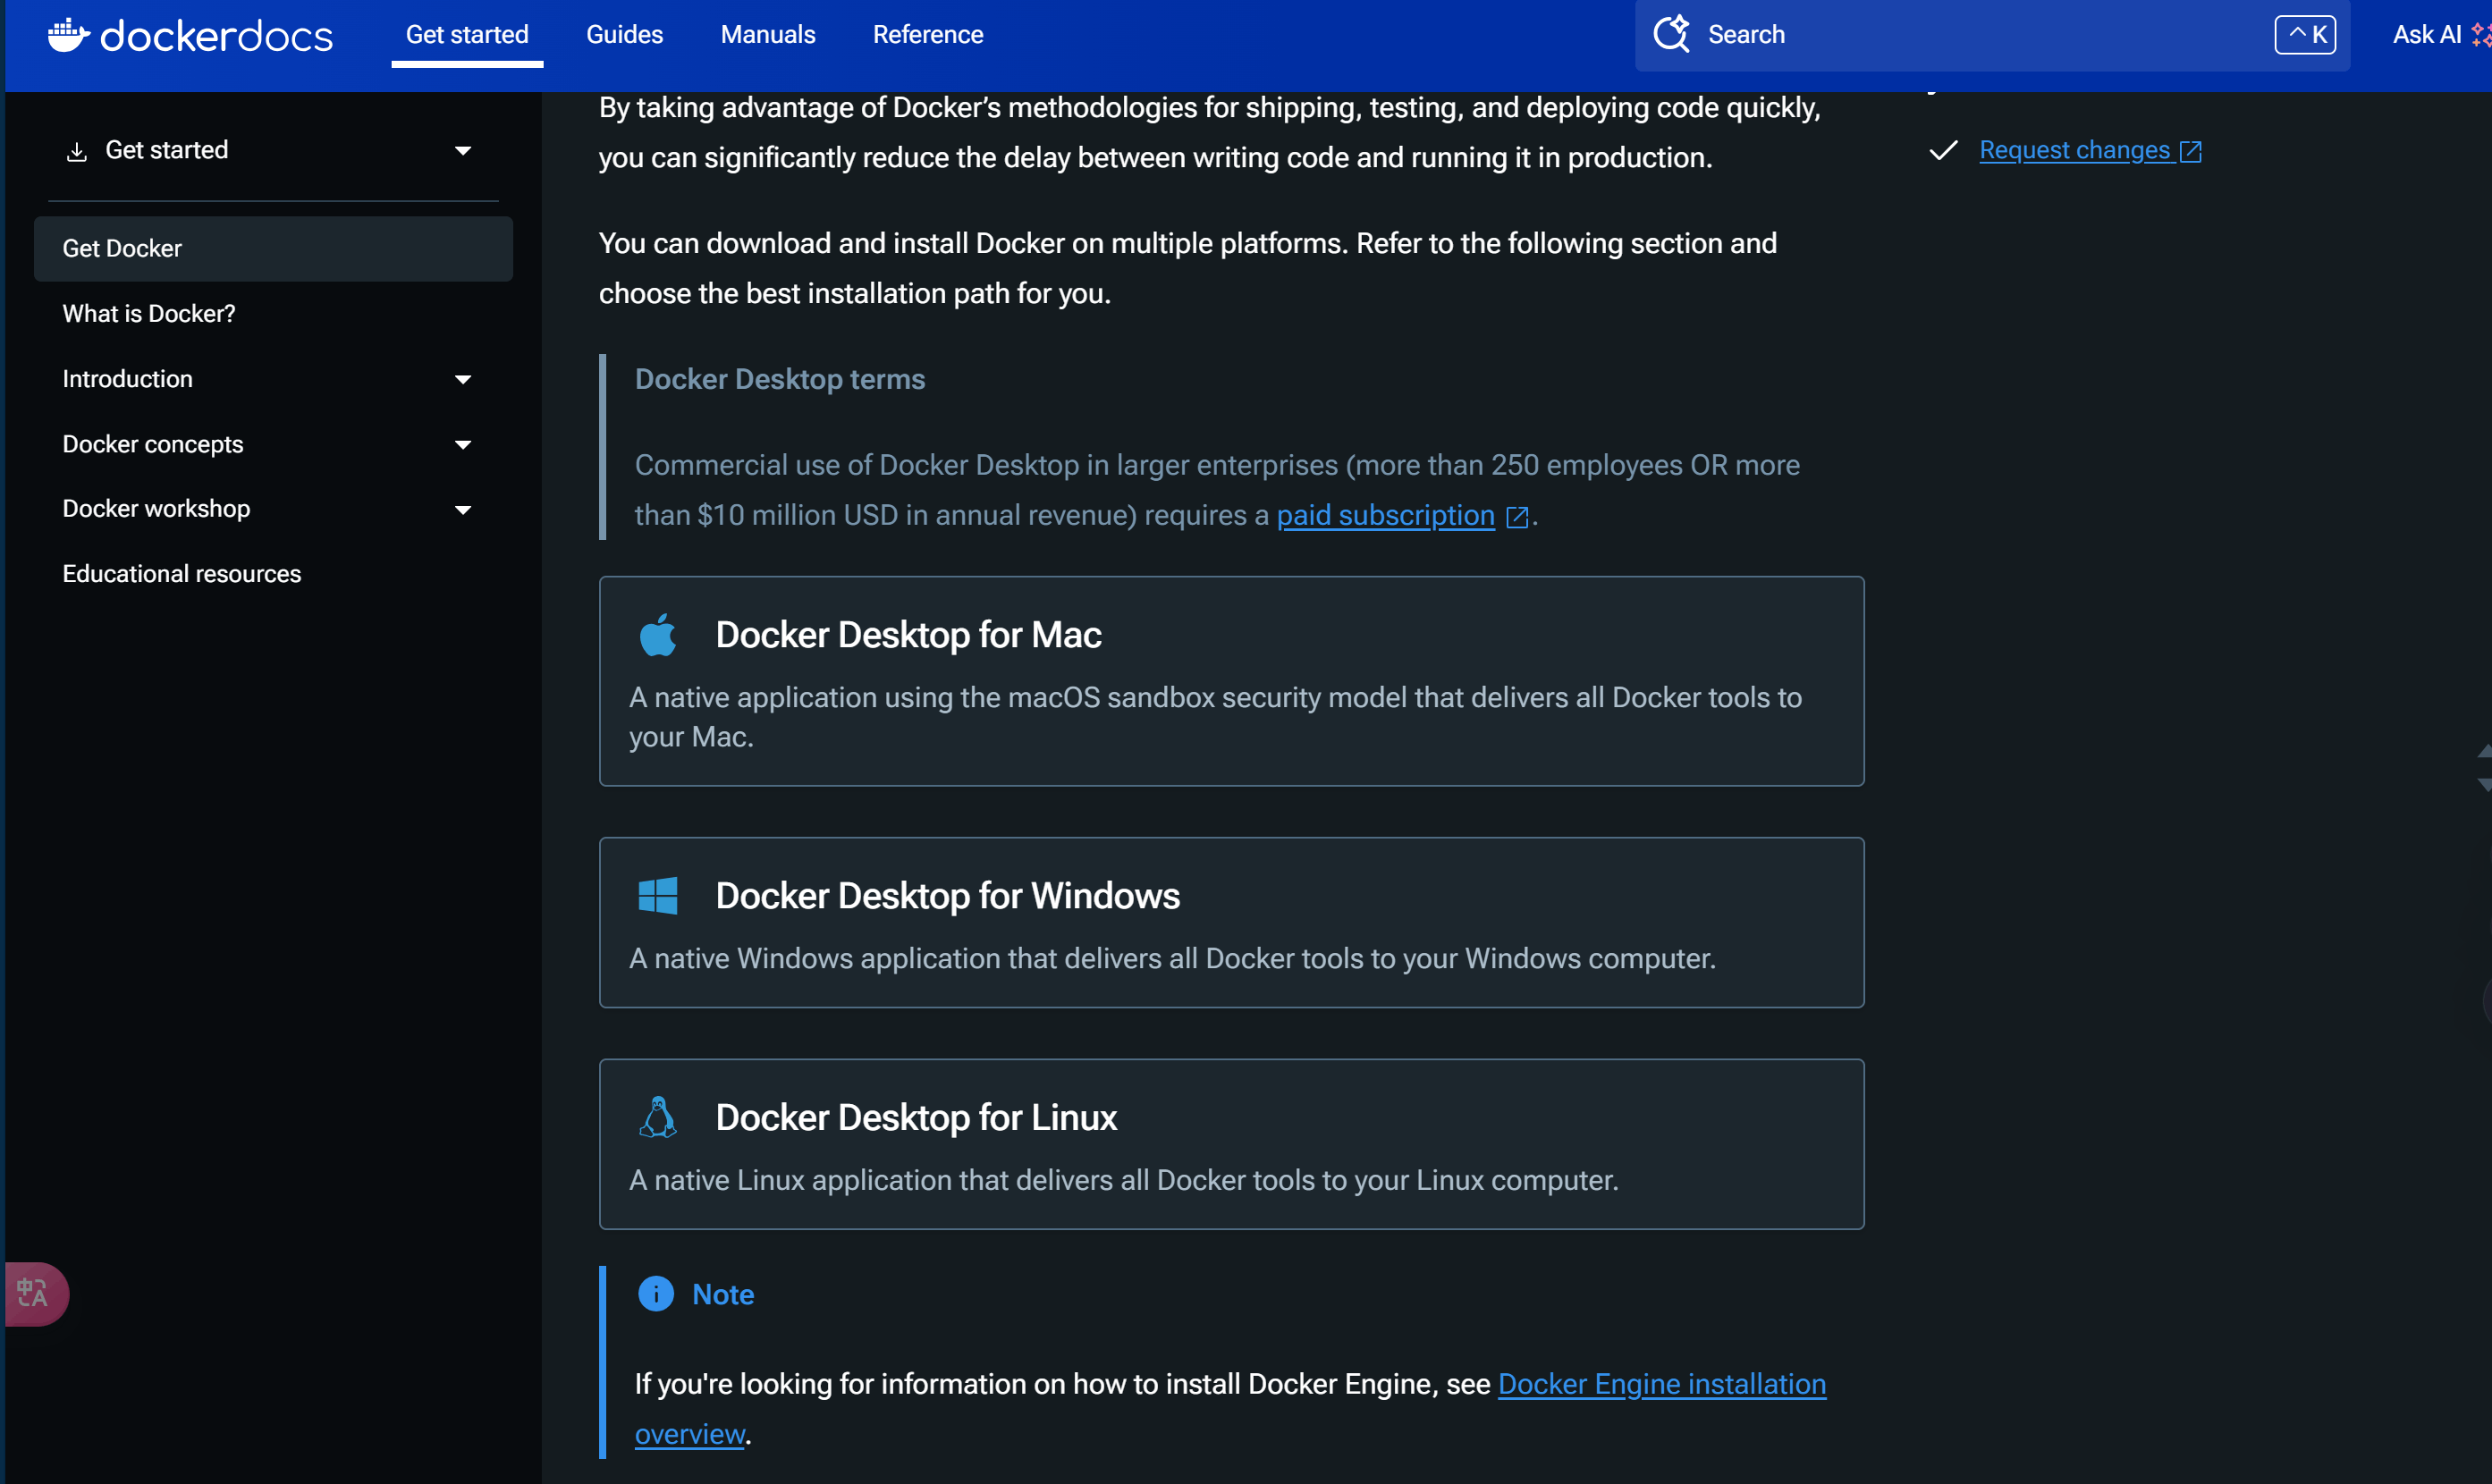 dockerdocs
Get started
Guides
Manuals
Reference
Search
^ K
Ask AI
Get started
Get Docker
What is Docker?
Introduction
Docker concepts
Docker workshop
Educational resources
By taking advantage of Docker’s methodologies for shipping, testing, and deploying code quickly,
you can significantly reduce the delay between writing code and running it in production.
You can download and install Docker on multiple platforms. Refer to the following section and
choose the best installation path for you.
Docker Desktop terms
Commercial use of Docker Desktop in larger enterprises (more than 250 employees OR more
than $10 million USD in annual revenue) requires a paid subscription.
Docker Desktop for Mac
A native application using the macOS sandbox security model that delivers all Docker tools to
your Mac.
Docker Desktop for Windows
A native Windows application that delivers all Docker tools to your Windows computer.
Docker Desktop for Linux
A native Linux application that delivers all Docker tools to your Linux computer.
Note
If you're looking for information on how to install Docker Engine, see Docker Engine installation
overview.
Request changes
中A